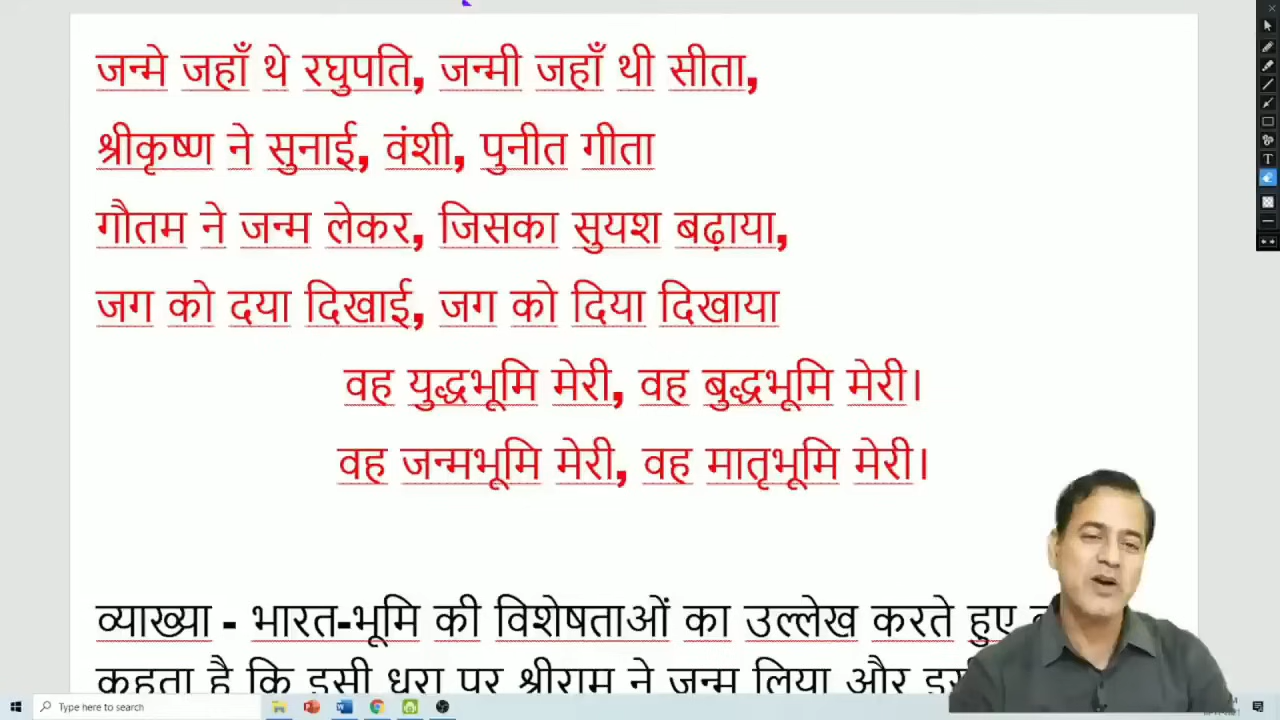 जन्मे जहाँ थे रघुपति, जन्मी जहाँ थी सीता,
श्रीकृष्ण ने सुनाई, वंशी, पुनीत गीता
गौतम ने जन्म लेकर, जिसका सुयश बढ़ाया,
जग को दया दिखाई, जग को दिया दिखाया
वह युद्धभूमि मेरी, वह बुद्धभूमि मेरी।
वह जन्मभूमि मेरी, वह मातृभूमि मेरी।
व्याख्या - भारत-भूमि की विशेषताओं का उल्लेख करते हुए
कहता है कि इसी धरा पर श्रीराम ने जन्म लिया और
Type here to search